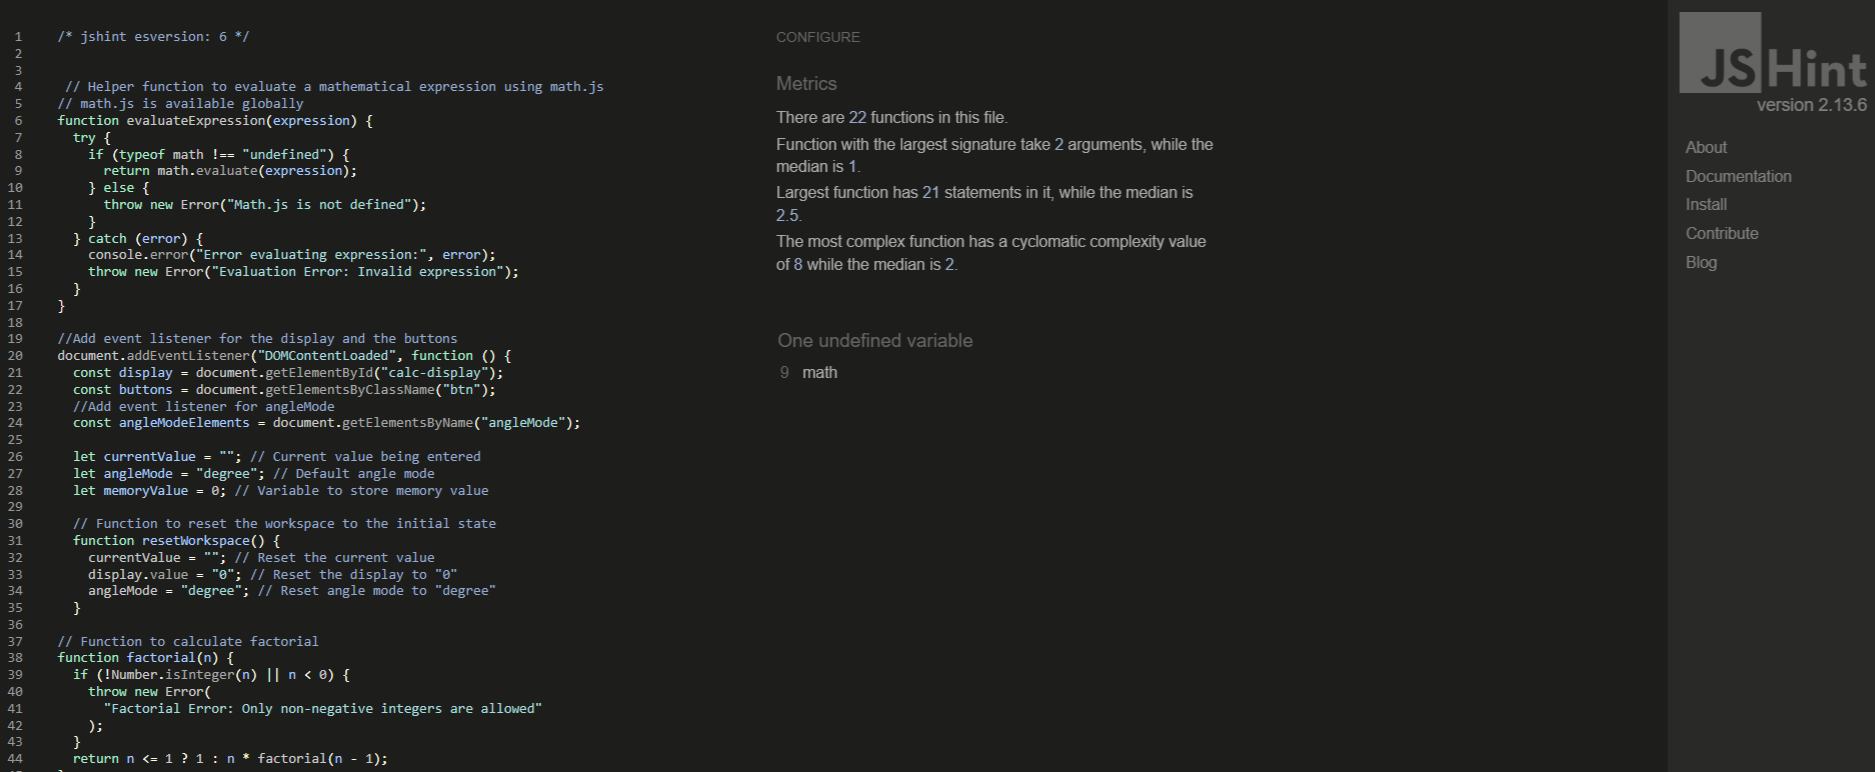 1 /* jshint esversion: 6 */
2
3
4 // Helper function to evaluate a mathematical expression using math.js
5 // math.js is available globally
6 function evaluateExpression(expression) {
7 try {
8 if (typeof math !== "undefined") {
9 return math.evaluate(expression);
10 } else {
11 throw new Error("Math.js is not defined");
12 }
13 } catch (error) {
14 console.error("Error evaluating expression:", error);
15 throw new Error("Evaluation Error: Invalid expression");
16 }
17 }
18
19 //Add event listener for the display and the buttons
20 document.addEventListener("DOMContentLoaded", function () {
21 const display = document.getElementById("calc-display");
22 const buttons = document.getElementsByClassName("btn");
23 //Add event listener for angleMode
24 const angleModeElements = document.getElementsByName("angleMode");
25
26 let currentValue = ""; // Current value being entered
27 let angleMode = "degree"; // Default angle mode
28 let memoryValue = 0; // Variable to store memory value
29
30 // Function to reset the workspace to the initial state
31 function resetWorkspace() {
32 currentValue = ""; // Reset the current value
33 display.value = "0"; // Reset the display to "0"
34 angleMode = "degree"; // Reset angle mode to "degree"
35 }
36
37 // Function to calculate factorial
38 function factorial(n) {
39 if (!Number.isInteger(n) || n < 0) {
40 throw new Error(
41 "Factorial Error: Only non-negative integers are allowed"
42 );
43 }
44 return n <= 1 ? 1 : n * factorial(n - 1);
CONFIGURE
Metrics
There are 22 functions in this file.
Function with the largest signature take 2 arguments, while the
median is 1.
Largest function has 21 statements in it, while the median is
2.5.
The most complex function has a cyclomatic complexity value
of 8 while the median is 2.
One undefined variable
9 math
JSHint
version 2.13.6
About
Documentation
Install
Contribute
Blog